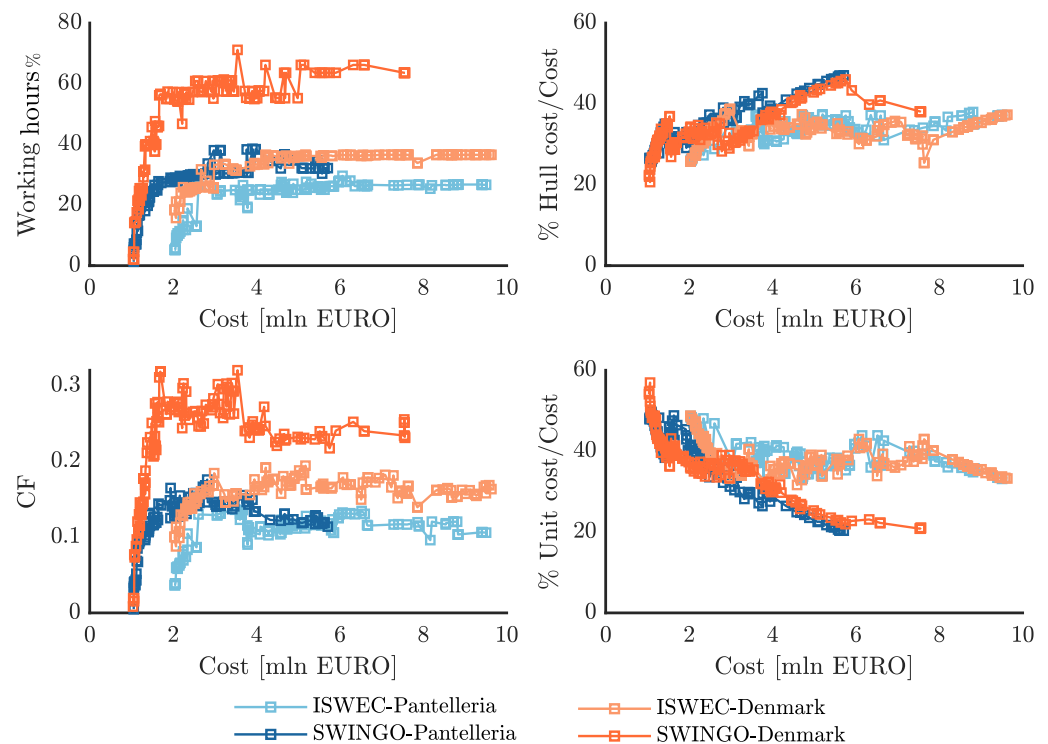 Working hours%
80
60
40
20
0
0 2 4 6 8 10
Cost [mln EURO]
% Hull cost/Cost
60
40
20
0
0 2 4 6 8 10
Cost [mln EURO]
CF
0.3
0.2
0.1
0
0 2 4 6 8 10
Cost [mln EURO]
% Unit cost/Cost
60
40
20
0
0 2 4 6 8 10
Cost [mln EURO]
ISWEC-Pantelleria
SWINGO-Pantelleria
ISWEC-Denmark
SWINGO-Denmark